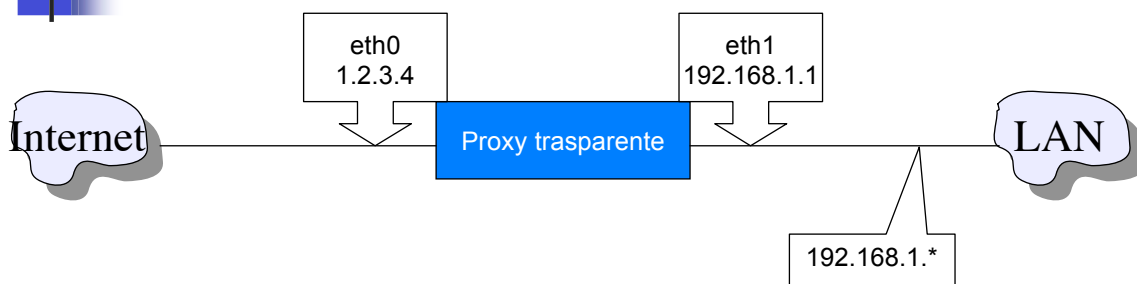 eth0
1.2.3.4
eth1
192.168.1.1
Internet
Proxy trasparente
LAN
192.168.1.*